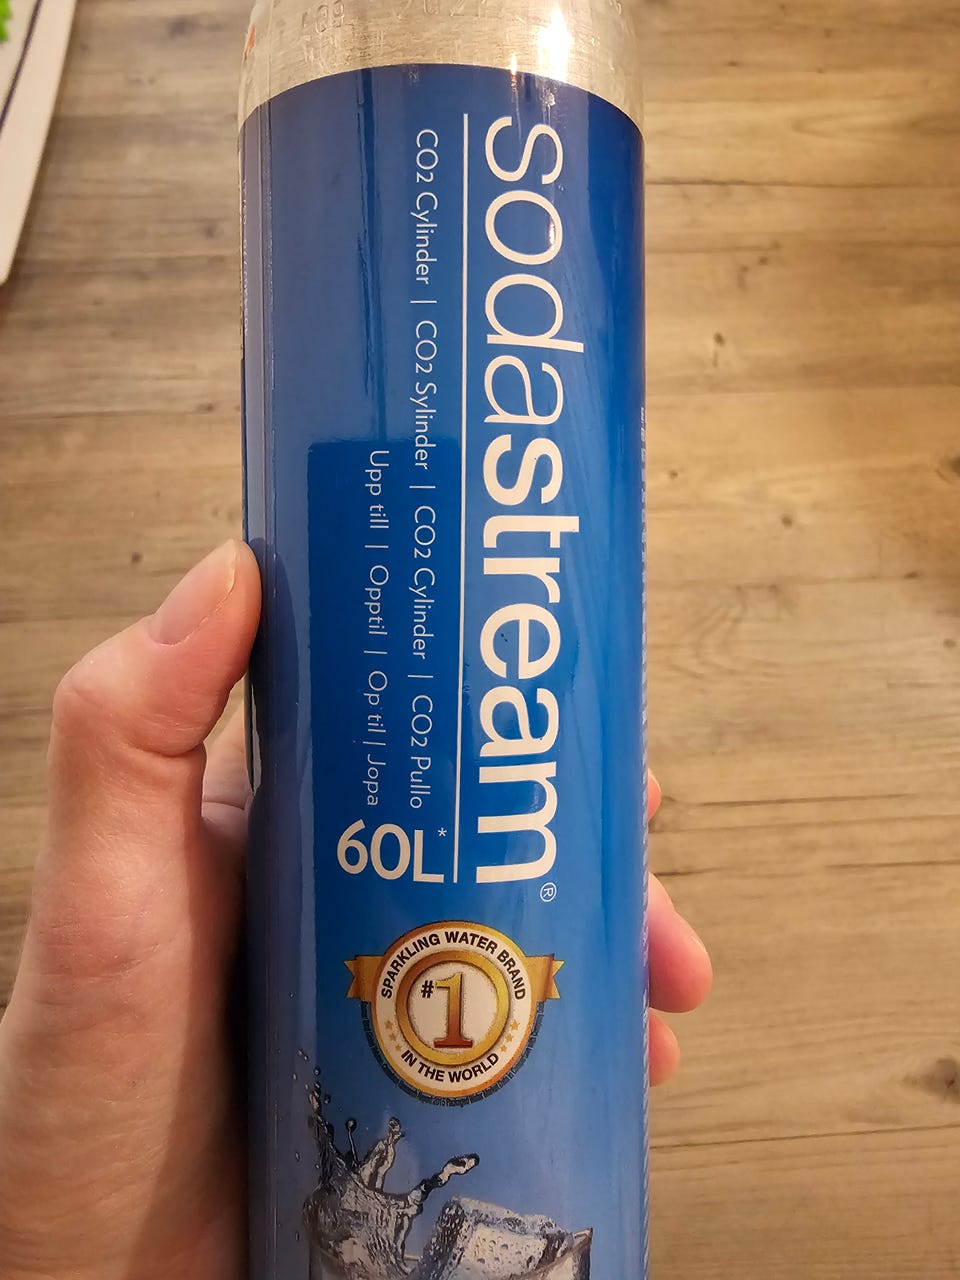 sodastream®
CO2 Cylinder | CO2 Sylinder | CO2 Cylinder | CO2 Pullo
Upp till | Opptil | Op til | Jopa
60L*
SPARKLING WATER BRAND
#1
IN THE WORLD